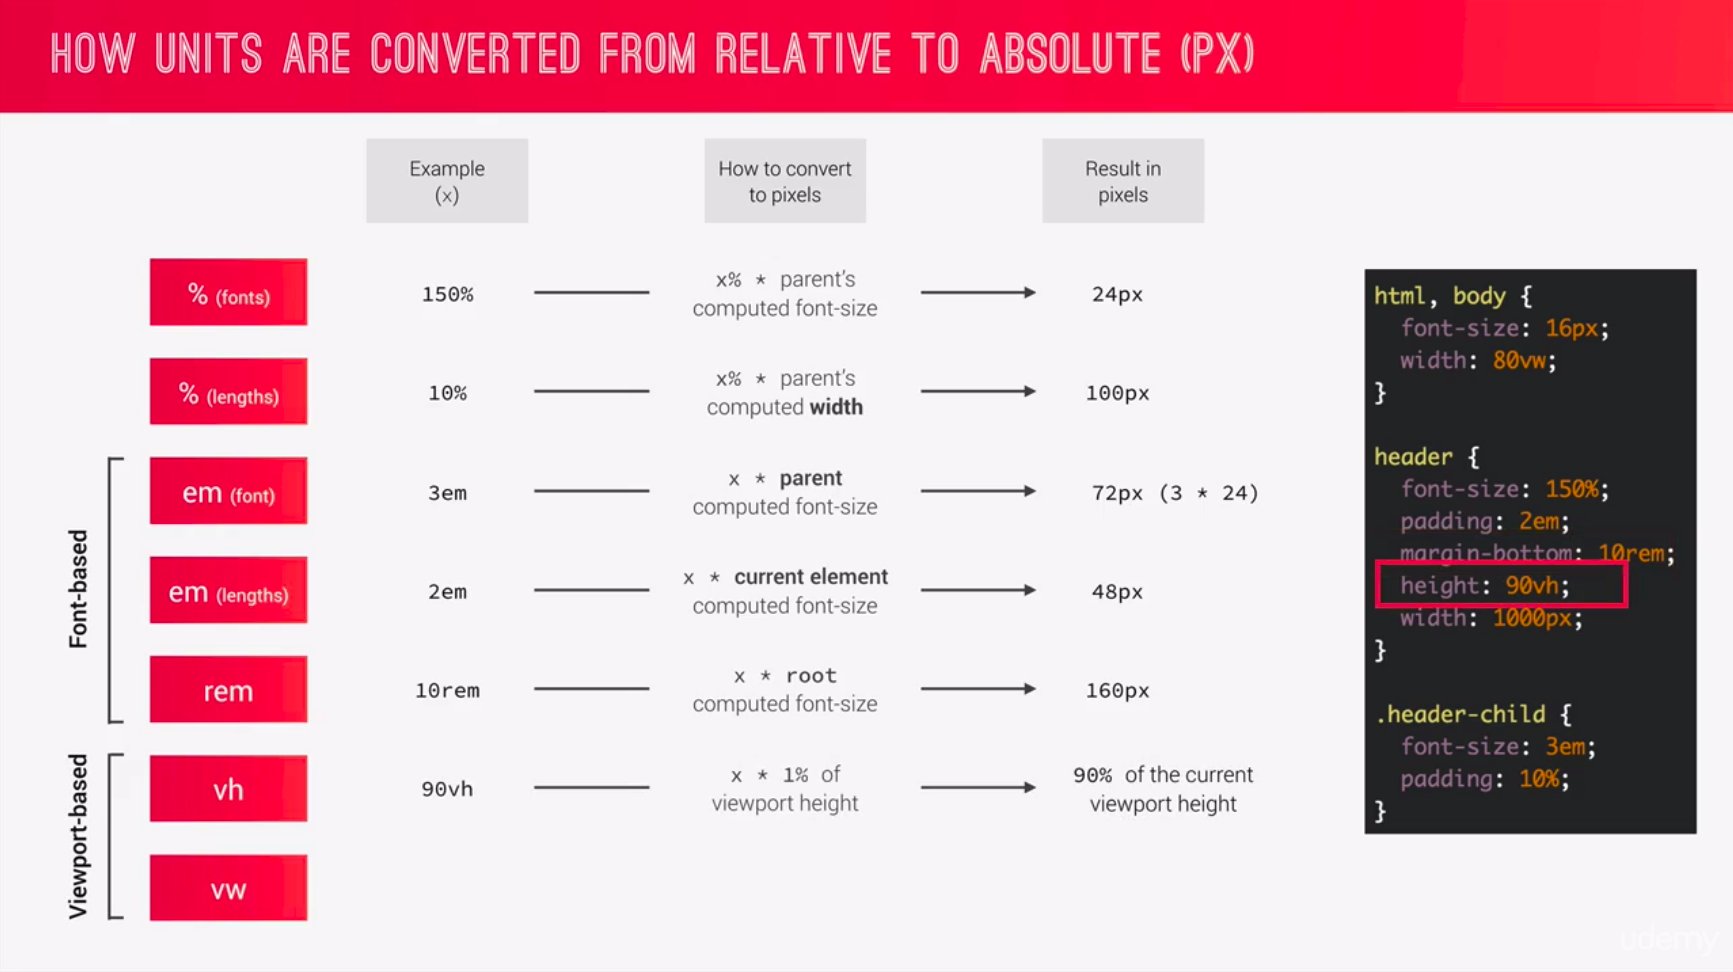 HOW UNITS ARE CONVERTED FROM RELATIVE TO ABSOLUTE (PX)
Example
(x)
How to convert
to pixels
Result in
pixels
% (fonts)
150%
x% * parent's
computed font-size
24px
% (lengths)
10%
x% * parent's
computed width
100px
Font-based
em (font)
3em
x * parent
computed font-size
72px (3 * 24)
em (lengths)
2em
x * current element
computed font-size
48px
rem
10rem
x * root
computed font-size
160px
Viewport-based
vh
90vh
x * 1% of
viewport height
90% of the current
viewport height
vw
html, body {
font-size: 16px;
width: 80vw;
}
header {
font-size: 150%;
padding: 2em;
margin-bottom: 10rem;
height: 90vh;
width: 1000px;
}
.header-child {
font-size: 3em;
padding: 10%;
}
udemy